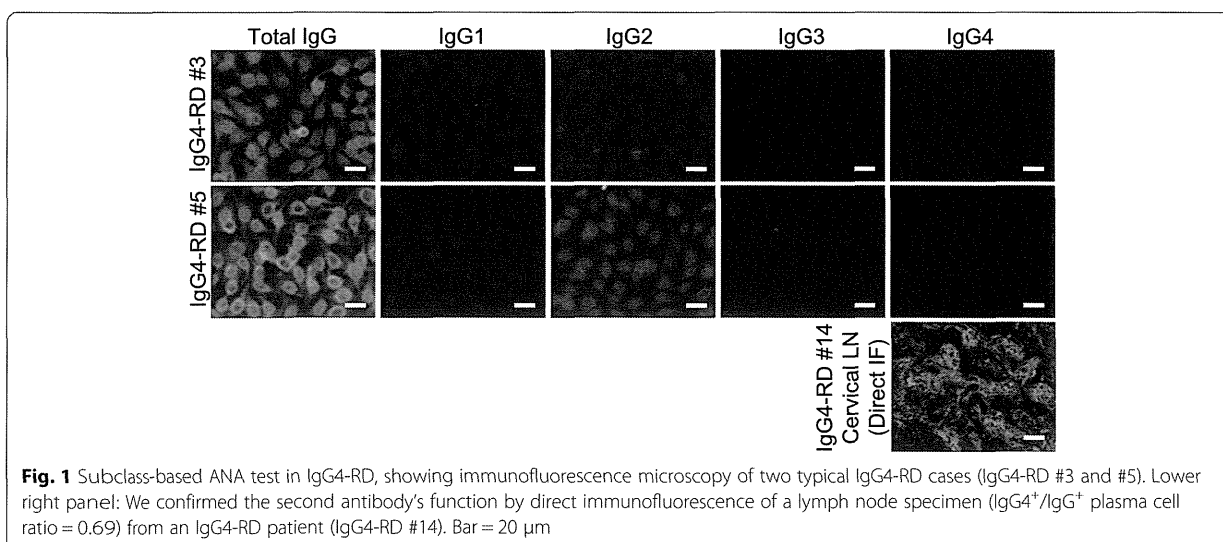 Total IgG IgG1 IgG2 IgG3 IgG4
IgG4-RD #3
IgG4-RD #5
IgG4-RD #14
Cervical LN
(Direct IF)
Fig. 1 Subclass-based ANA test in IgG4-RD, showing immunofluorescence microscopy of two typical IgG4-RD cases (IgG4-RD #3 and #5). Lower
right panel: We confirmed the second antibody's function by direct immunofluorescence of a lymph node specimen (IgG4⁺/IgG⁺ plasma cell
ratio = 0.69) from an IgG4-RD patient (IgG4-RD #14). Bar = 20 μm